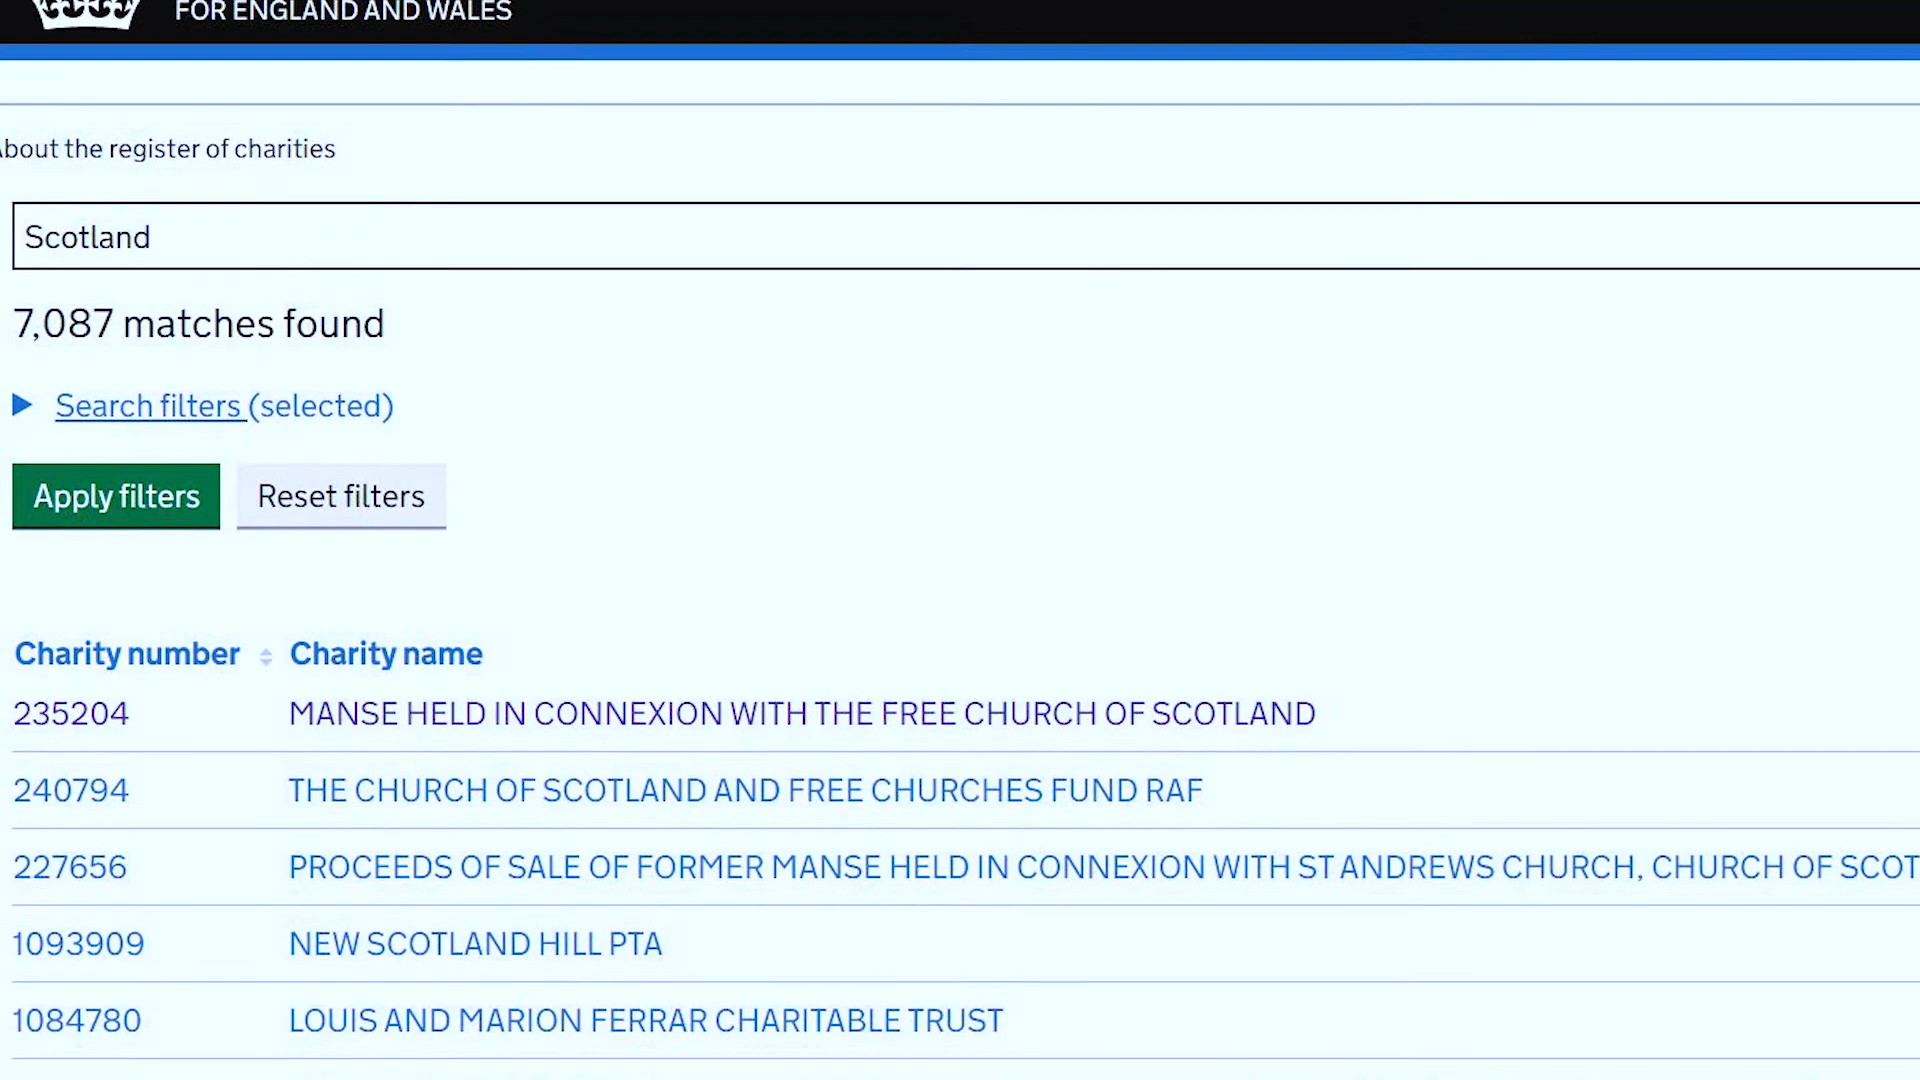 FOR ENGLAND AND WALES
About the register of charities
Scotland
7,087 matches found
Search filters (selected)
Apply filters Reset filters
Charity number Charity name
235204 MANSE HELD IN CONNEXION WITH THE FREE CHURCH OF SCOTLAND
240794 THE CHURCH OF SCOTLAND AND FREE CHURCHES FUND RAF
227656 PROCEEDS OF SALE OF FORMER MANSE HELD IN CONNEXION WITH ST ANDREWS CHURCH, CHURCH OF SCOT
1093909 NEW SCOTLAND HILL PTA
1084780 LOUIS AND MARION FERRAR CHARITABLE TRUST